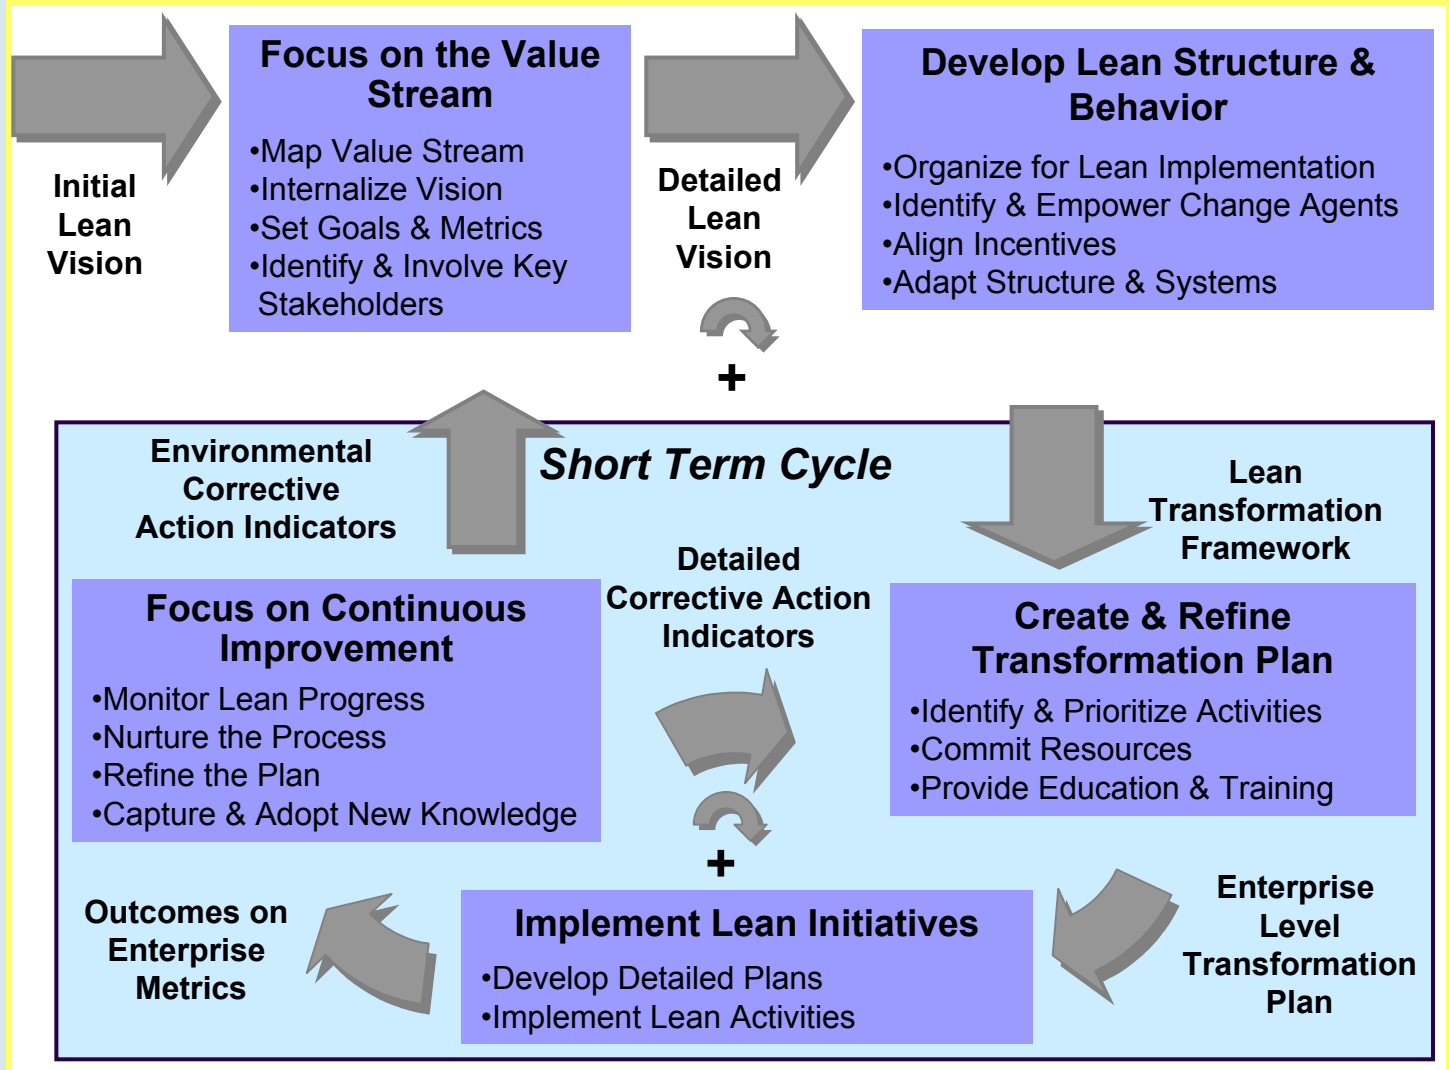 Focus on the Value
Stream
•Map Value Stream
•Internalize Vision
•Set Goals & Metrics
•Identify & Involve Key
Stakeholders
Develop Lean Structure &
Behavior
•Organize for Lean Implementation
•Identify & Empower Change Agents
•Align Incentives
•Adapt Structure & Systems
Initial
Lean
Vision
Detailed
Lean
Vision
+
Short Term Cycle
Environmental
Corrective
Action Indicators
Lean
Transformation
Framework
Detailed
Corrective Action
Indicators
Focus on Continuous
Improvement
•Monitor Lean Progress
•Nurture the Process
•Refine the Plan
•Capture & Adopt New Knowledge
Create & Refine
Transformation Plan
•Identify & Prioritize Activities
•Commit Resources
•Provide Education & Training
+
Outcomes on
Enterprise
Metrics
Implement Lean Initiatives
•Develop Detailed Plans
•Implement Lean Activities
Enterprise
Level
Transformation
Plan